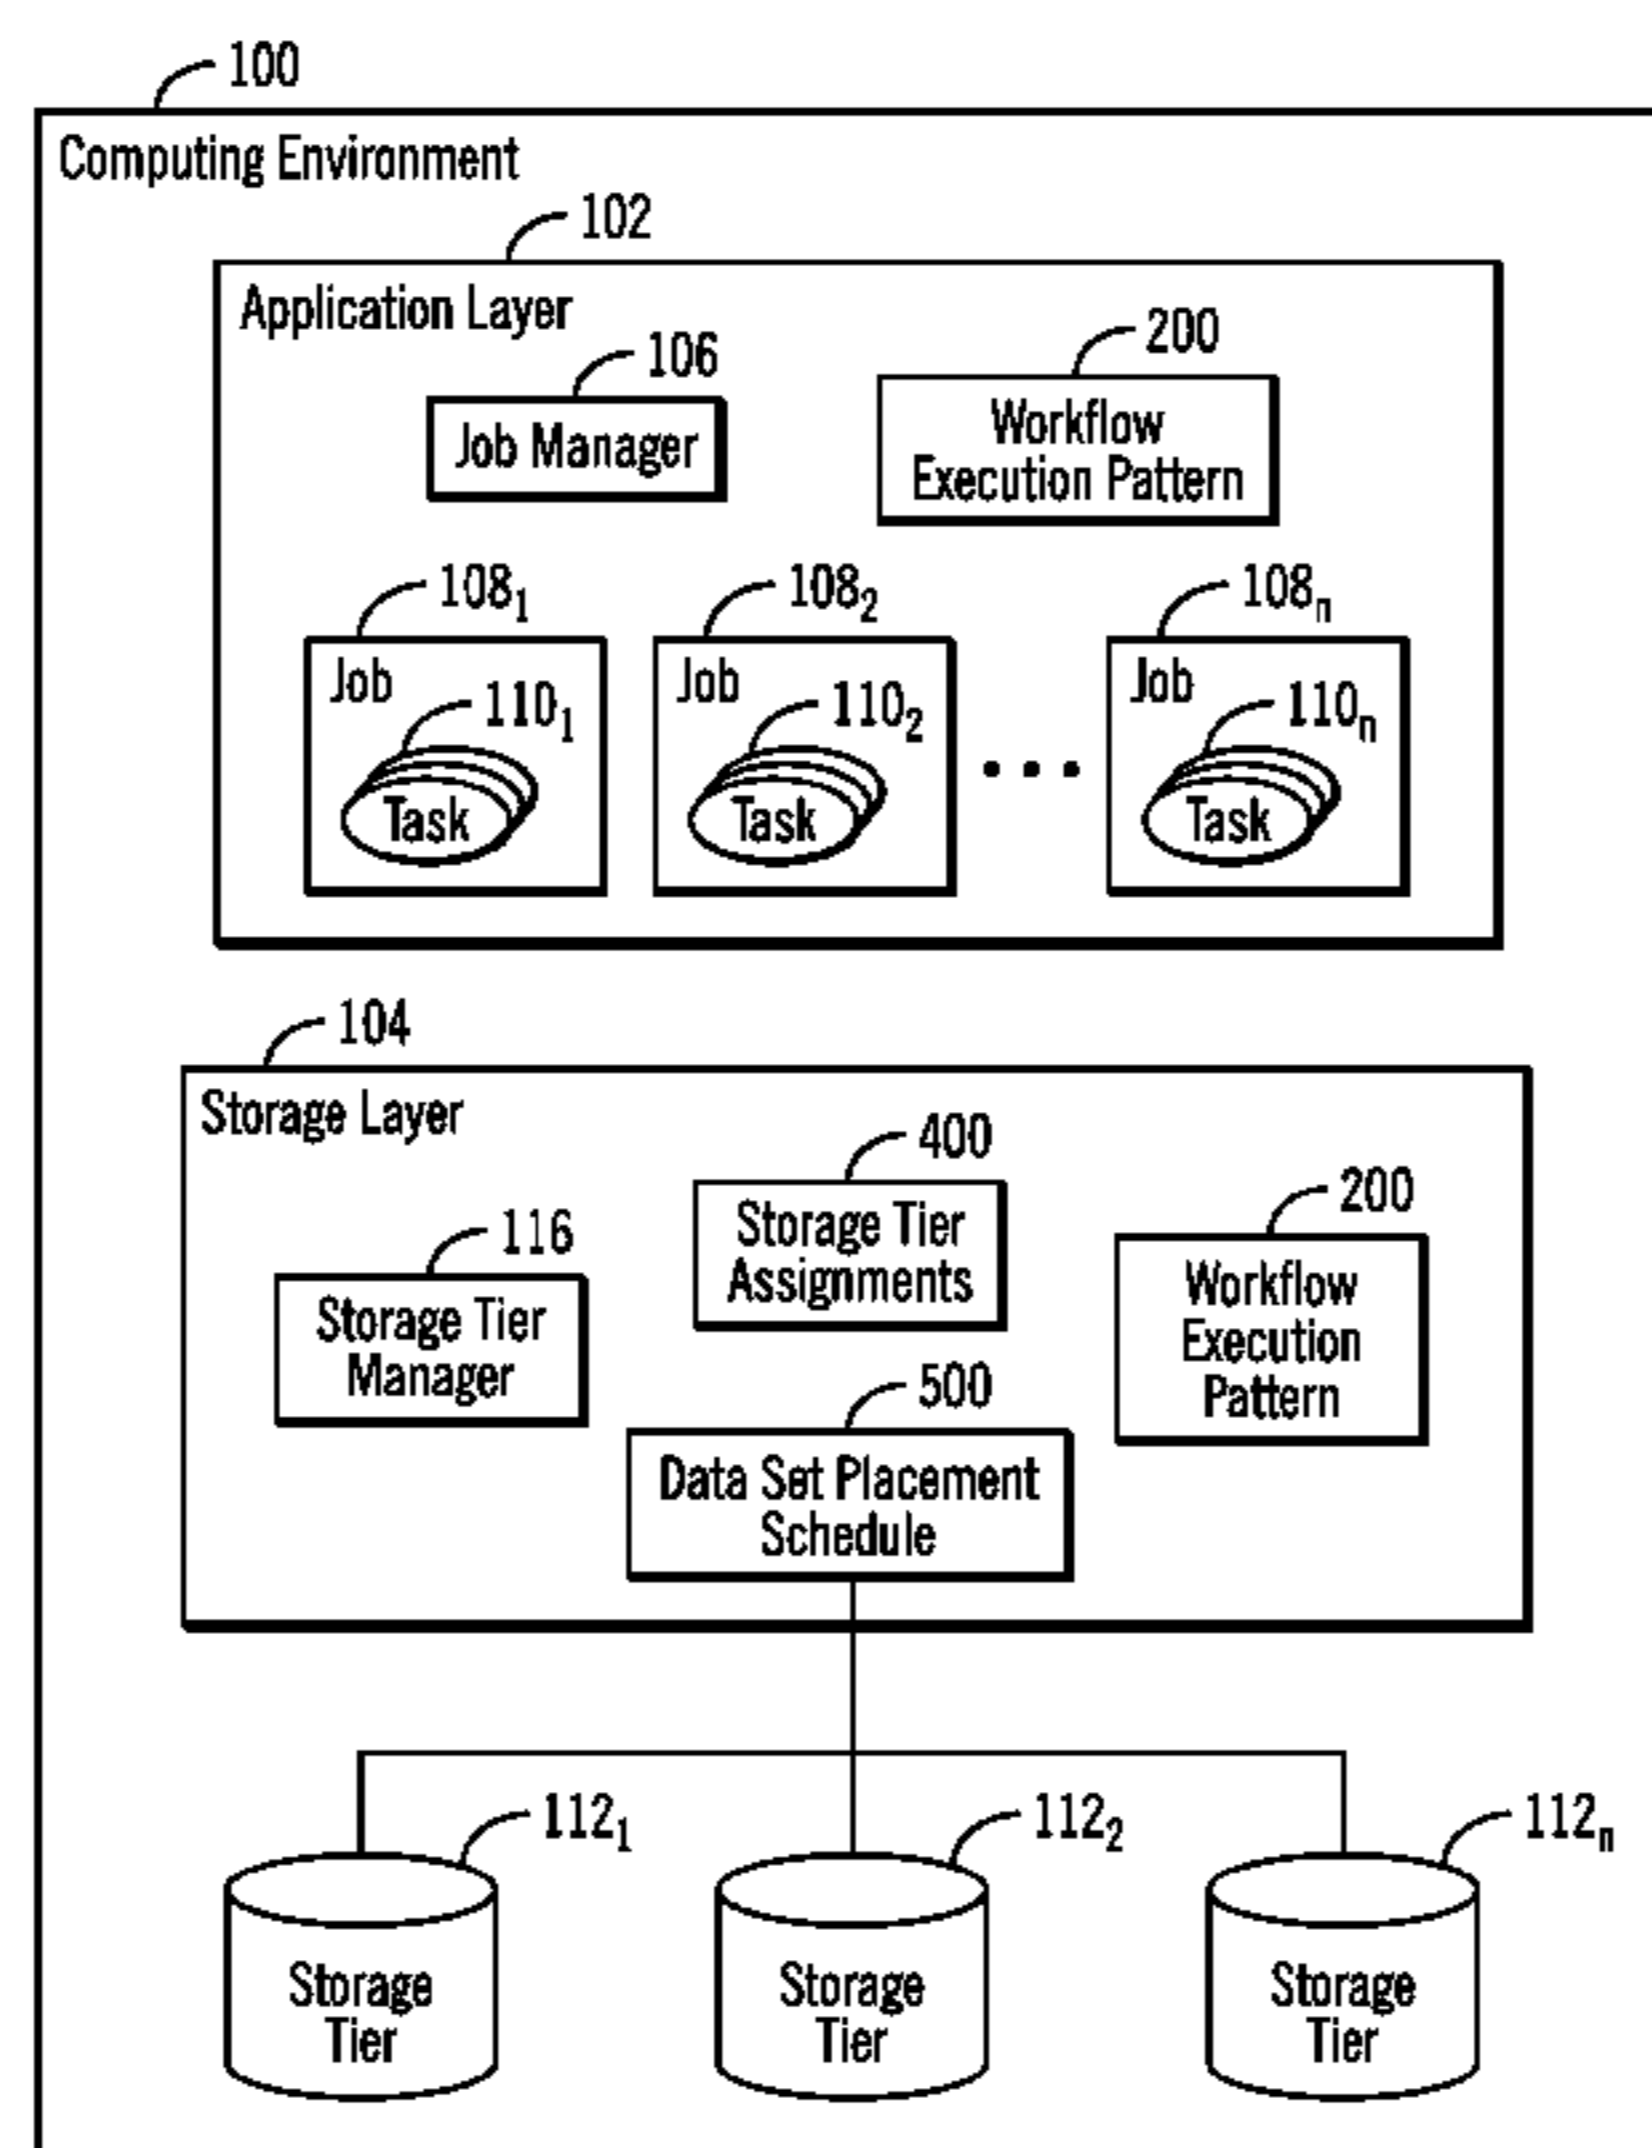 100
Computing Environment
102
Application Layer
106
Job Manager
200
Workflow
Execution Pattern
108₁
Job
110₁
Task
108₂
Job
110₂
Task
• • •
108ₙ
Job
110ₙ
Task
104
Storage Layer
116
Storage Tier
Manager
400
Storage Tier
Assignments
500
Data Set Placement
Schedule
200
Workflow
Execution
Pattern
112₁
Storage
Tier
112₂
Storage
Tier
112ₙ
Storage
Tier